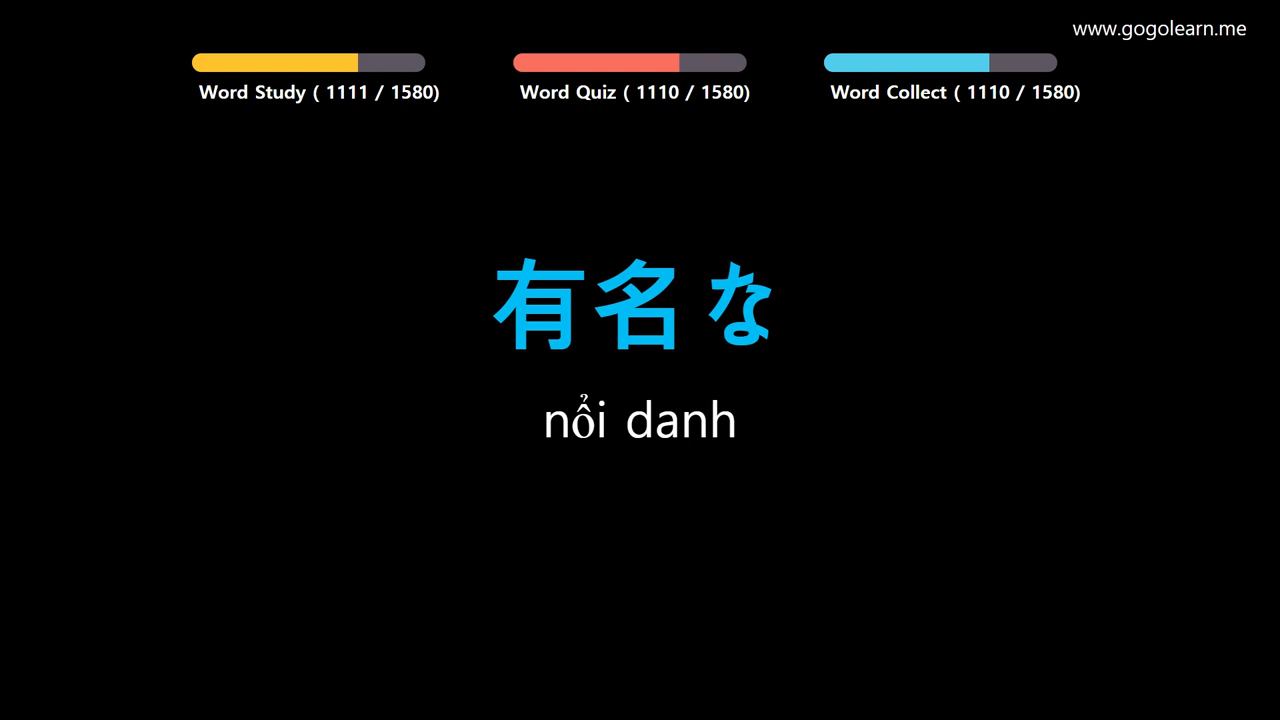 www.gogolearn.me
Word Study ( 1111 / 1580)
Word Quiz ( 1110 / 1580)
Word Collect ( 1110 / 1580)
有名な
nổi danh